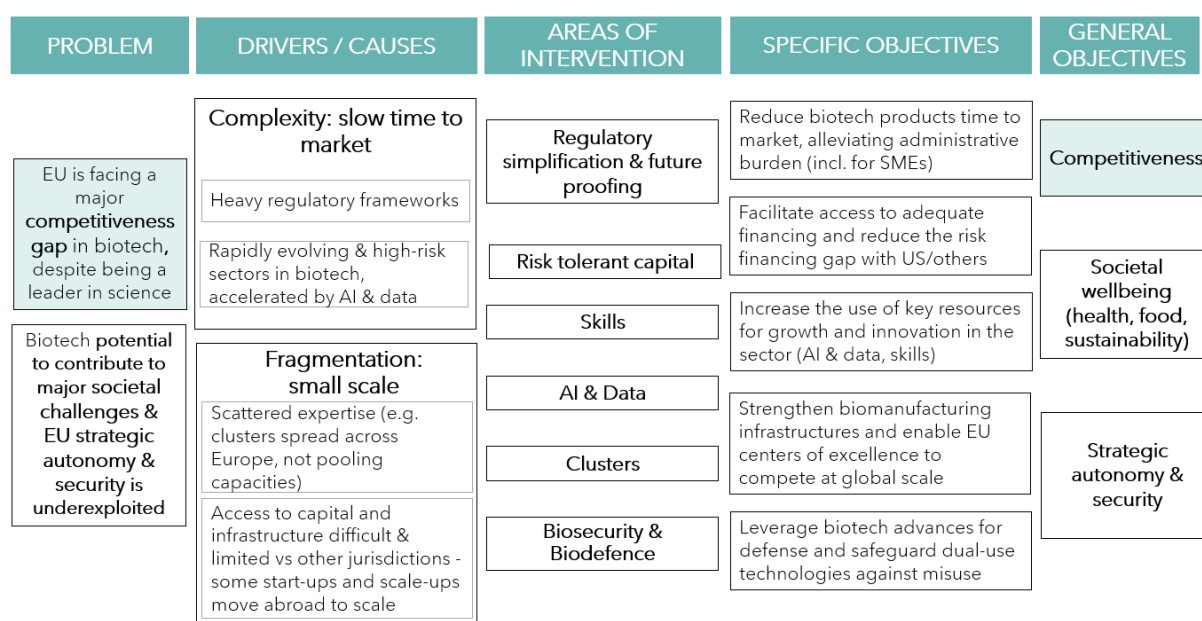 PROBLEM
DRIVERS / CAUSES
AREAS OF
INTERVENTION
SPECIFIC OBJECTIVES
GENERAL
OBJECTIVES
EU is facing a
major
competitiveness
gap in biotech,
despite being a
leader in science
Biotech potential
to contribute to
major societal
challenges &
EU strategic
autonomy &
security is
underexploited
Complexity: slow time to
market
Heavy regulatory frameworks
Rapidly evolving & high-risk
sectors in biotech,
accelerated by AI & data
Fragmentation:
small scale
Scattered expertise (e.g.
clusters spread across
Europe, not pooling
capacities)
Access to capital and
infrastructure difficult &
limited vs other jurisdictions -
some start-ups and scale-ups
move abroad to scale
Regulatory
simplification & future
proofing
Risk tolerant capital
Skills
AI & Data
Clusters
Biosecurity &
Biodefence
Reduce biotech products time to
market, alleviating administrative
burden (incl. for SMEs)
Facilitate access to adequate
financing and reduce the risk
financing gap with US/others
Increase the use of key resources
for growth and innovation in the
sector (AI & data, skills)
Strengthen biomanufacturing
infrastructures and enable EU
centers of excellence to
compete at global scale
Leverage biotech advances for
defense and safeguard dual-use
technologies against misuse
Competitiveness
Societal
wellbeing
(health, food,
sustainability)
Strategic
autonomy &
security